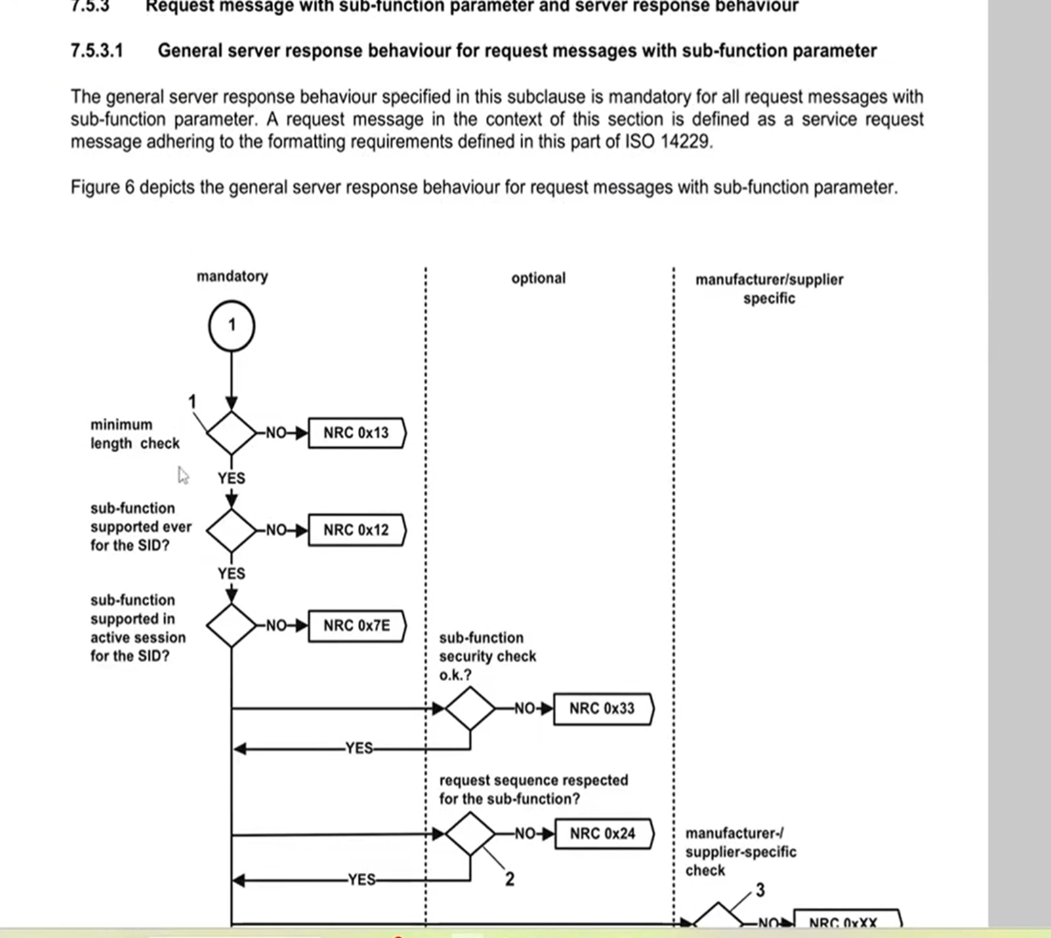 7.5.3 Request message with sub-function parameter and server response behaviour
7.5.3.1 General server response behaviour for request messages with sub-function parameter
The general server response behaviour specified in this subclause is mandatory for all request messages with
sub-function parameter. A request message in the context of this section is defined as a service request
message adhering to the formatting requirements defined in this part of ISO 14229.
Figure 6 depicts the general server response behaviour for request messages with sub-function parameter.
mandatory
optional
manufacturer/supplier
specific
1
1
minimum
length check
NO
NRC 0x13
YES
sub-function
supported ever
for the SID?
NO
NRC 0x12
YES
sub-function
supported in
active session
for the SID?
NO
NRC 0x7E
sub-function
security check
o.k.?
NO
NRC 0x33
YES
request sequence respected
for the sub-function?
NO
NRC 0x24
YES
2
manufacturer-/
supplier-specific
check
3
NO
NRC 0xXX